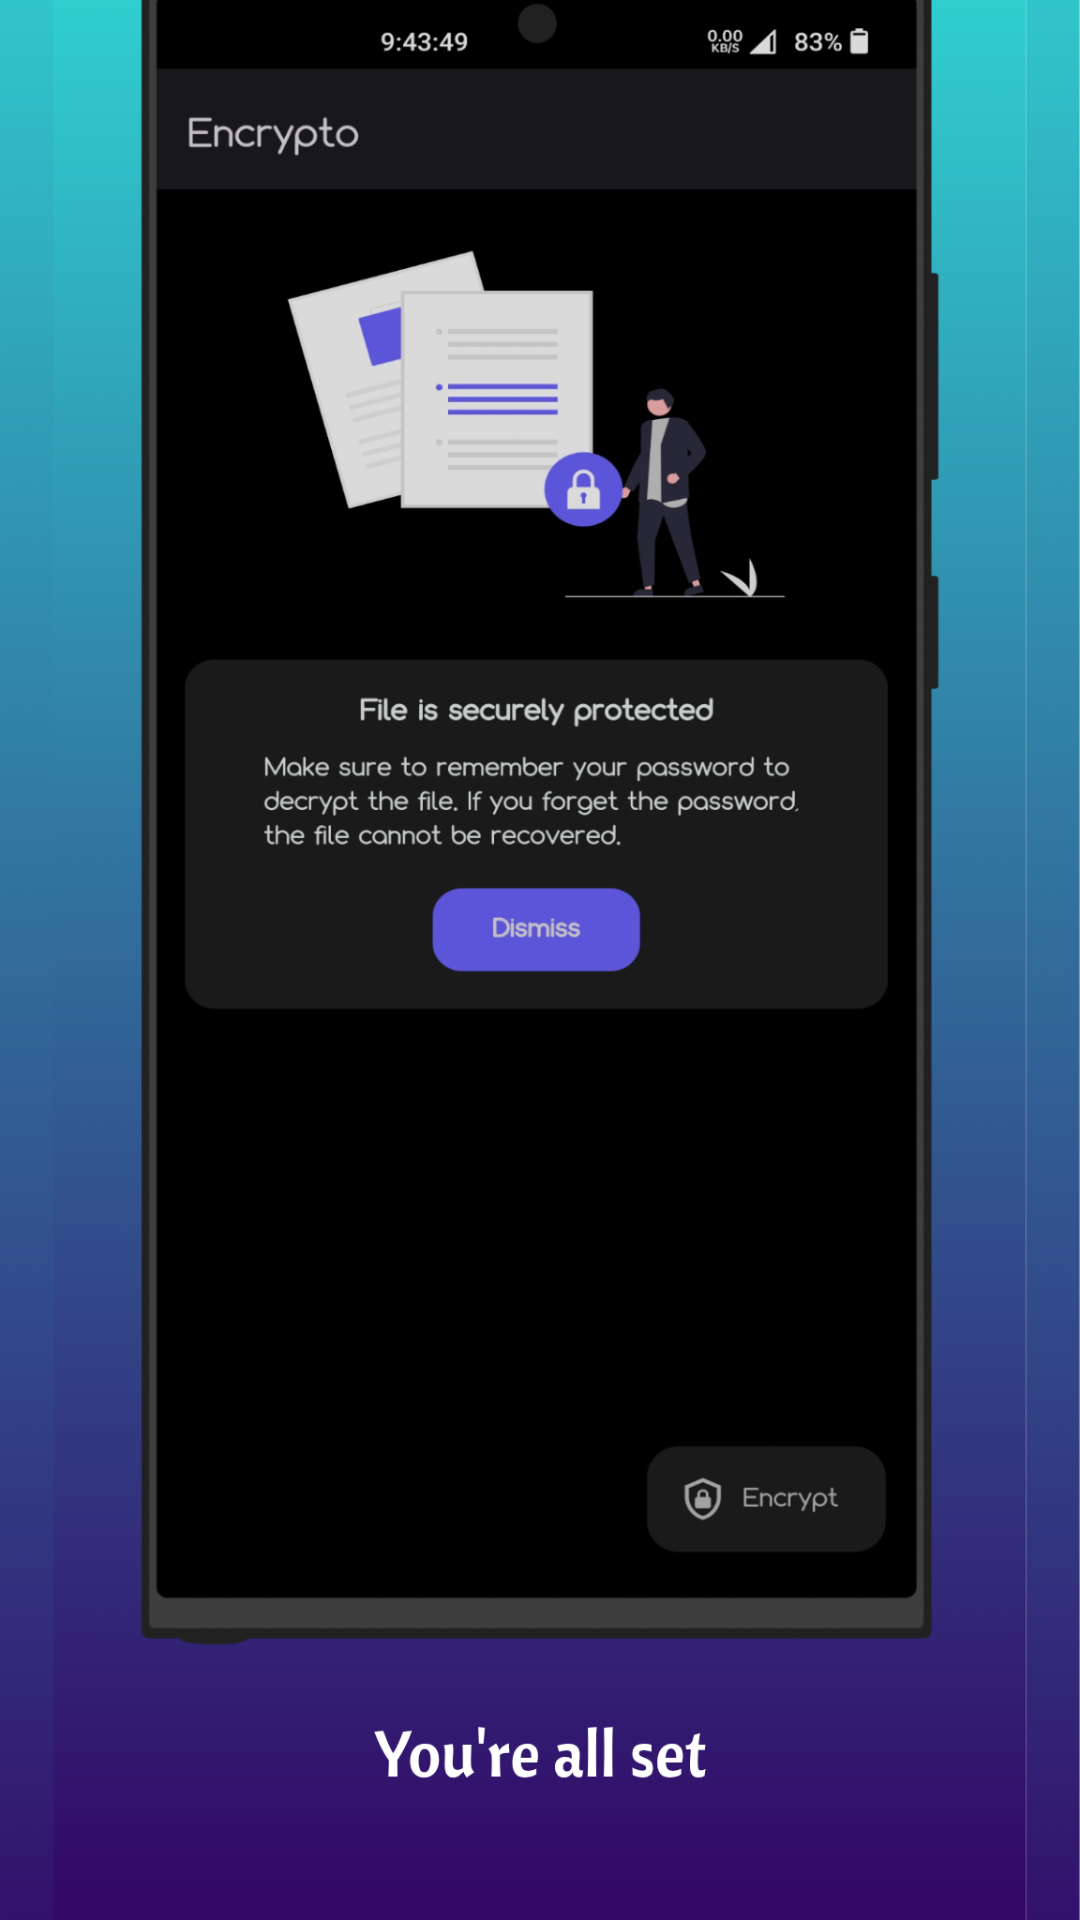 9:43:49
0.00
KB/S
83%
Encrypto
File is securely protected
Make sure to remember your password to
decrypt the file. If you forget the password,
the file cannot be recovered.
Dismiss
Encrypt
You're all set